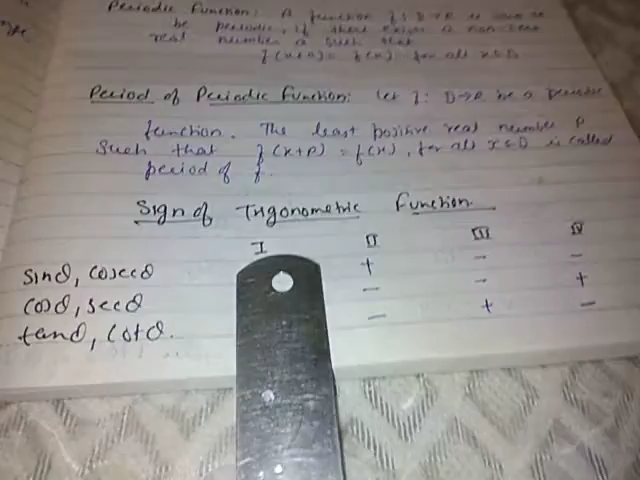 Periodic Function: A function f: D→R is said to
be periodic, if there exists a non-zero
real number a such that
f(x+a) = f(x) for all x∈D.
Period of Periodic Function: Let f: D→R be a periodic
function. The least positive real number P
Such that f(x+P) = f(x), for all x∈D is called
period of f.
Sign of Trigonometric Function
I II III IV
sinθ, cosecθ + - -
cosθ, secθ - - +
tanθ, cotθ. - + -